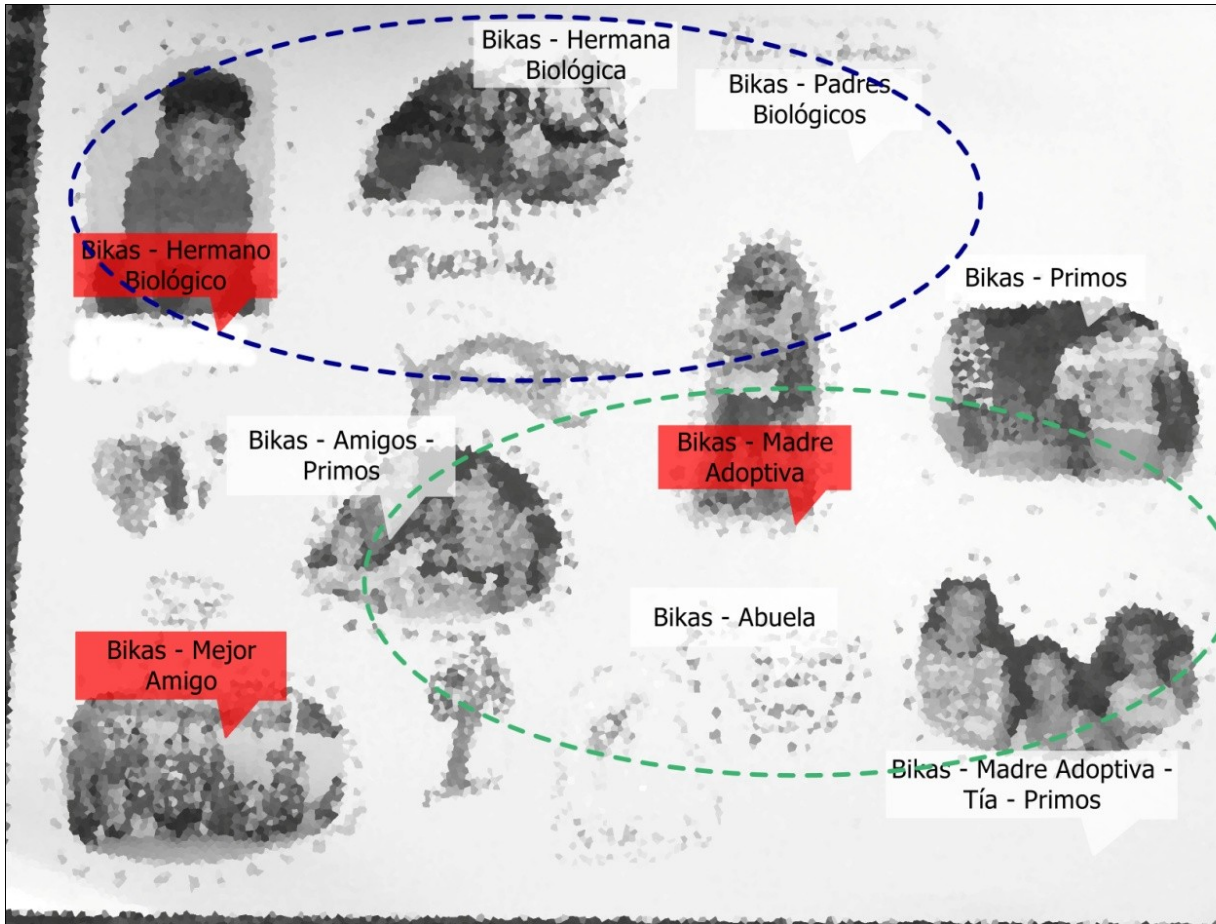 Bikas - Hermana
Biológica
Bikas - Padres
Biológicos
Bikas - Hermano
Biológico
Bikas - Primos
Bikas - Amigos -
Primos
Bikas - Madre
Adoptiva
Bikas - Abuela
Bikas - Mejor
Amigo
Bikas - Madre Adoptiva -
Tía - Primos